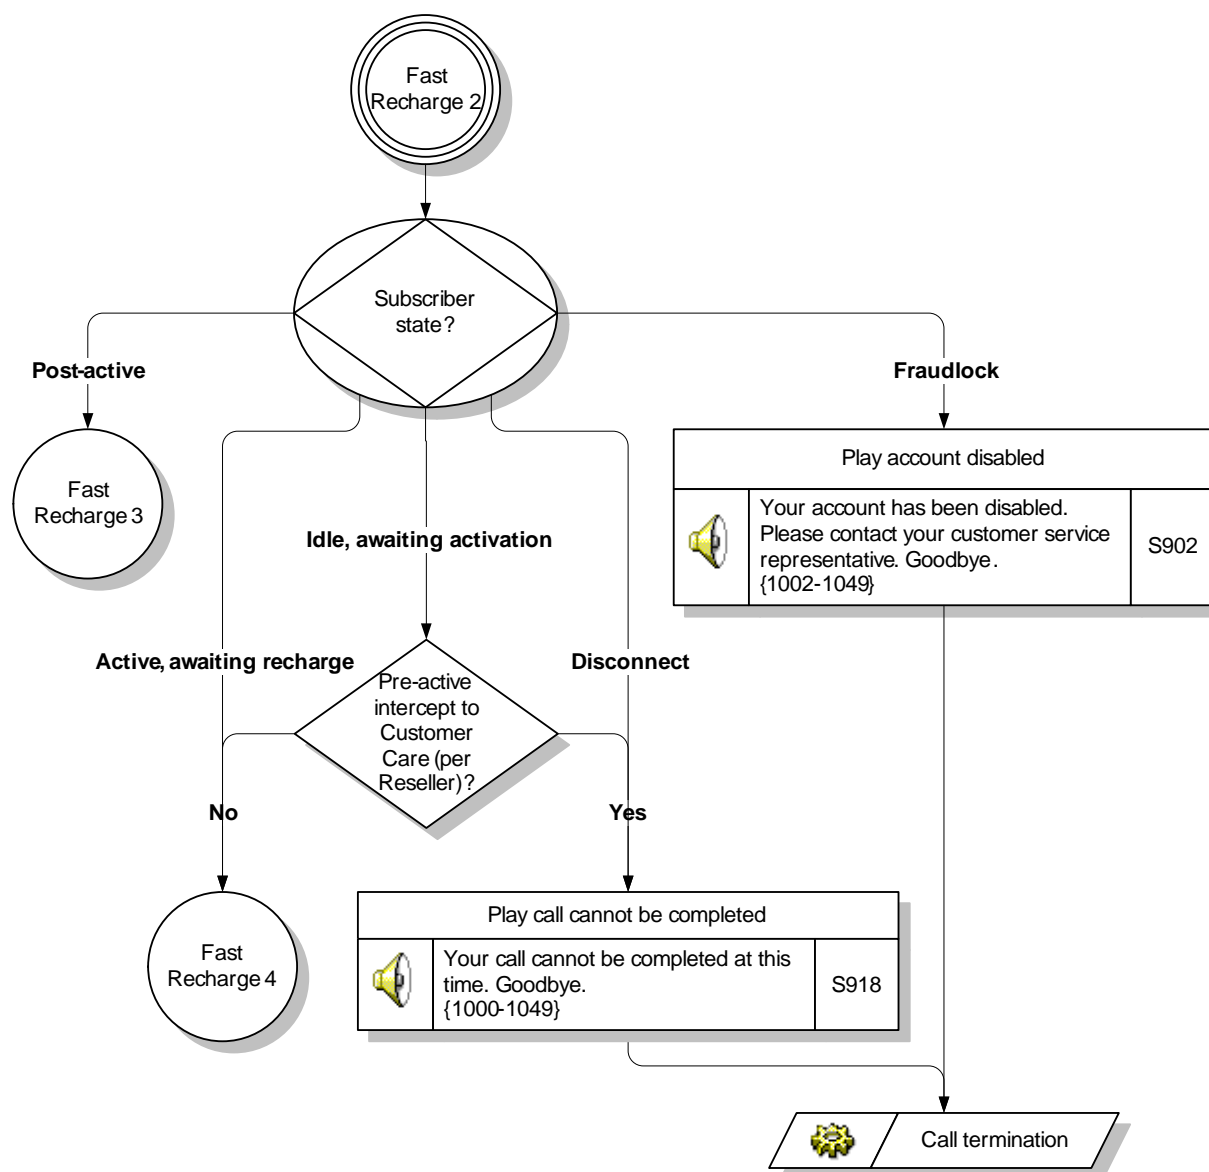 Fast
Recharge 2
Subscriber
state?
Post-active
Fraudlock
Fast
Recharge 3
Play account disabled
Your account has been disabled.
Please contact your customer service
representative. Goodbye.
{1002-1049}
S902
Idle, awaiting activation
Active, awaiting recharge
Disconnect
Pre-active
intercept to
Customer
Care (per
Reseller)?
No
Yes
Fast
Recharge 4
Play call cannot be completed
Your call cannot be completed at this
time. Goodbye.
{1000-1049}
S918
Call termination